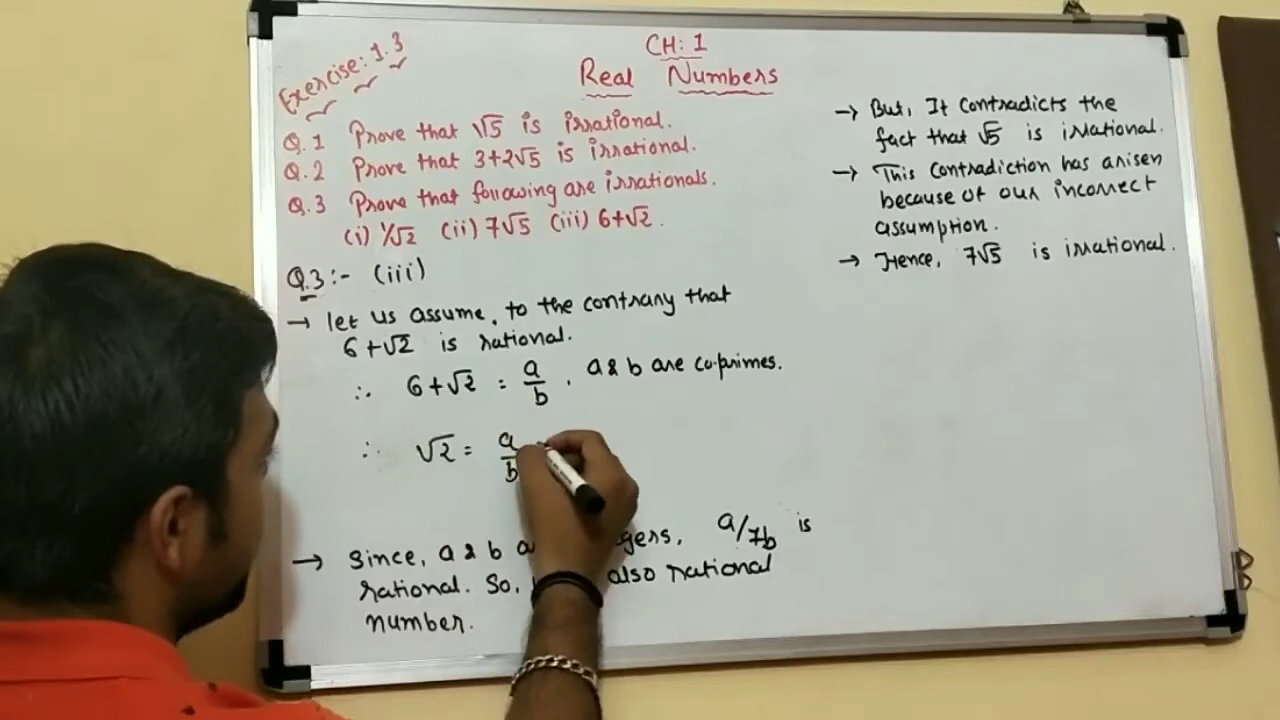 Exercise: 1.3
CH: 1
Real Numbers
Q.1 Prove that √5 is irrational.
Q.2 Prove that 3+2√5 is irrational.
Q.3 Prove that following are irrationals.
(i) 1/√2 (ii) 7√5 (iii) 6+√2.
Q.3:- (iii)
→ let us assume, to the contrary that
6+√2 is rational.
∴ 6+√2 = a/b, a & b are co-primes.
∴ √2 = a/b
→ Since, a & b a gers, a/7b is
rational. So, also rational
number.
→ But, It contradicts the
fact that √5 is irrational.
→ This contradiction has arisen
because of our incorrect
assumption.
→ Hence, 7√5 is irrational.